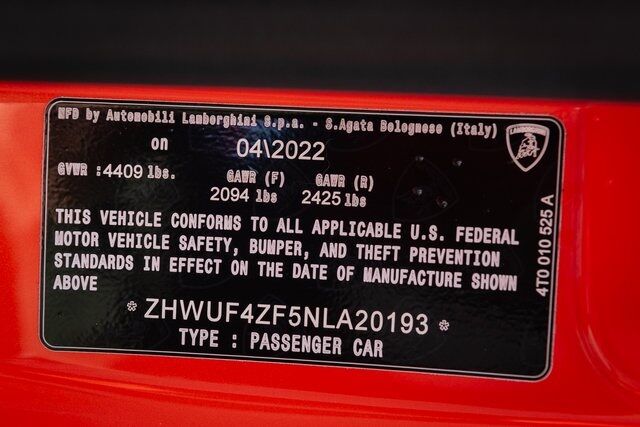 MFD by Automobili Lamborghini S.p.a. - S.Agata Bolognese (Italy)
on 04\2022
GVWR :4409 lbs. GAWR (F) GAWR (R)
2094 lbs 2425 lbs
THIS VEHICLE CONFORMS TO ALL APPLICABLE U.S. FEDERAL
MOTOR VEHICLE SAFETY, BUMPER, AND THEFT PREVENTION
STANDARDS IN EFFECT ON THE DATE OF MANUFACTURE SHOWN
ABOVE
* ZHWUF4ZF5NLA20193 *
TYPE : PASSENGER CAR
LAMBORGHINI
4T0 010 525 A